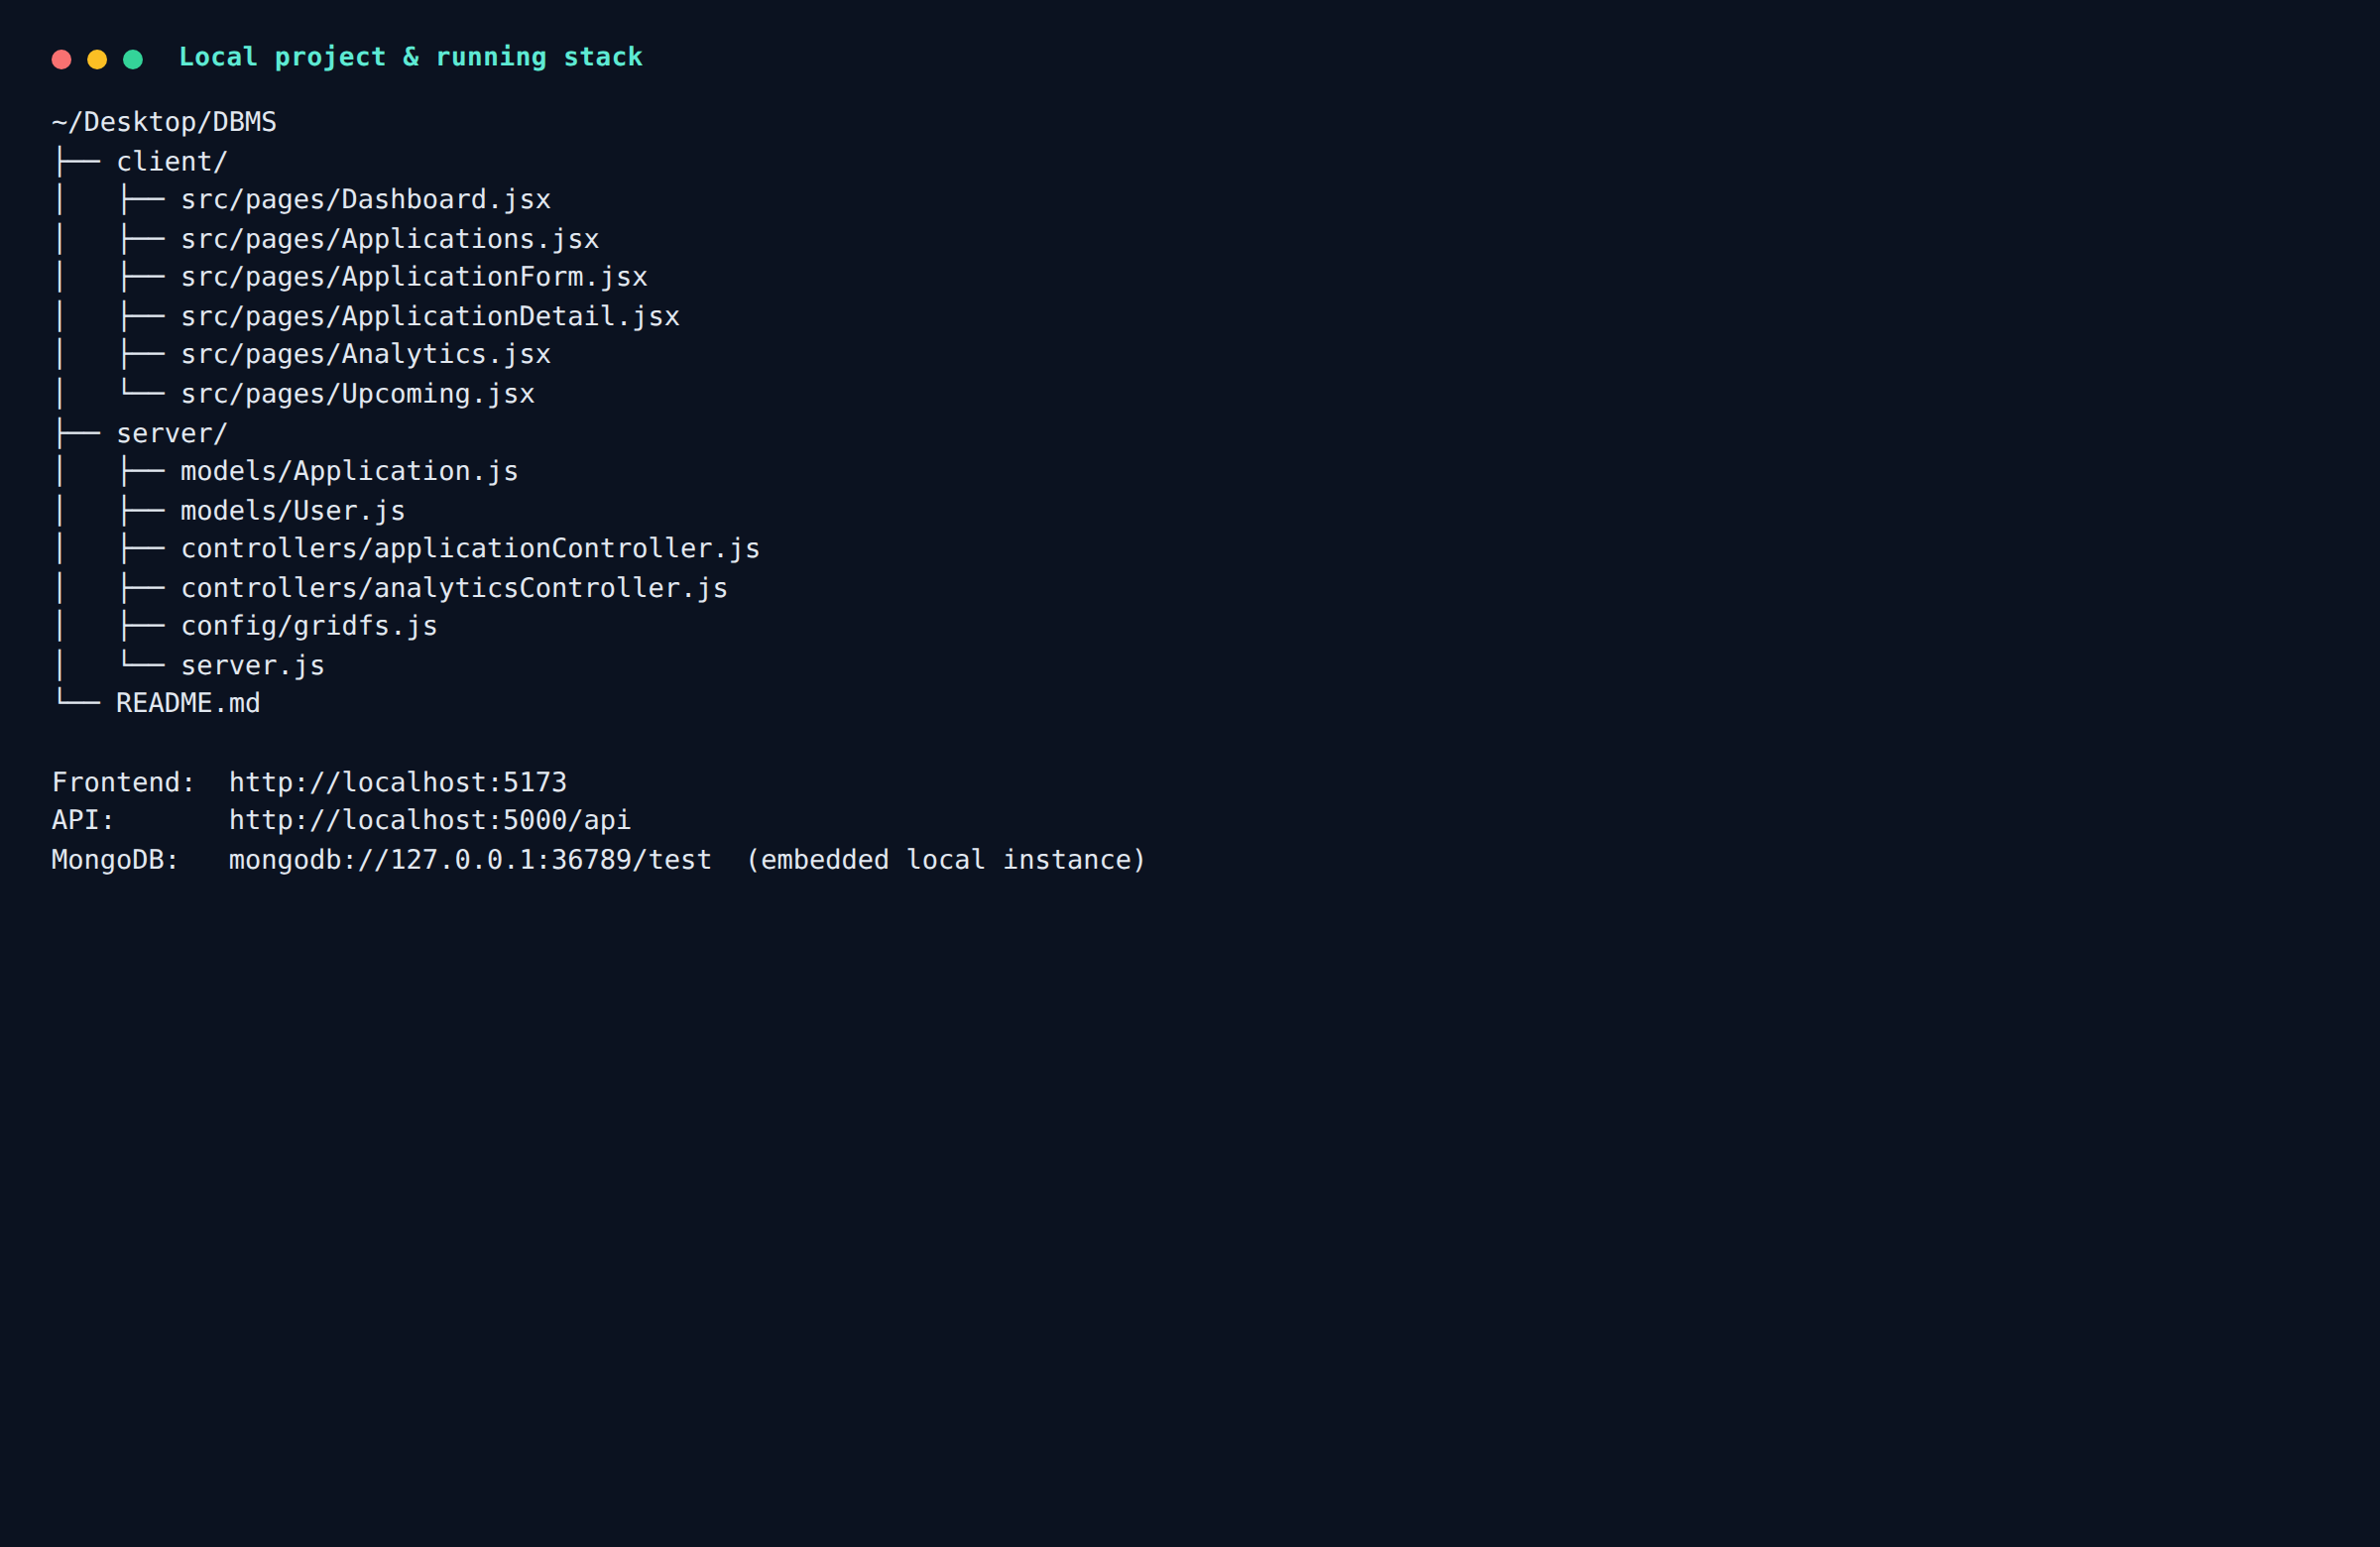 Local project & running stack
~/Desktop/DBMS
├── client/
│   ├── src/pages/Dashboard.jsx
│   ├── src/pages/Applications.jsx
│   ├── src/pages/ApplicationForm.jsx
│   ├── src/pages/ApplicationDetail.jsx
│   ├── src/pages/Analytics.jsx
│   └── src/pages/Upcoming.jsx
├── server/
│   ├── models/Application.js
│   ├── models/User.js
│   ├── controllers/applicationController.js
│   ├── controllers/analyticsController.js
│   ├── config/gridfs.js
│   └── server.js
└── README.md
Frontend:  http://localhost:5173
API:       http://localhost:5000/api
MongoDB:   mongodb://127.0.0.1:36789/test  (embedded local instance)